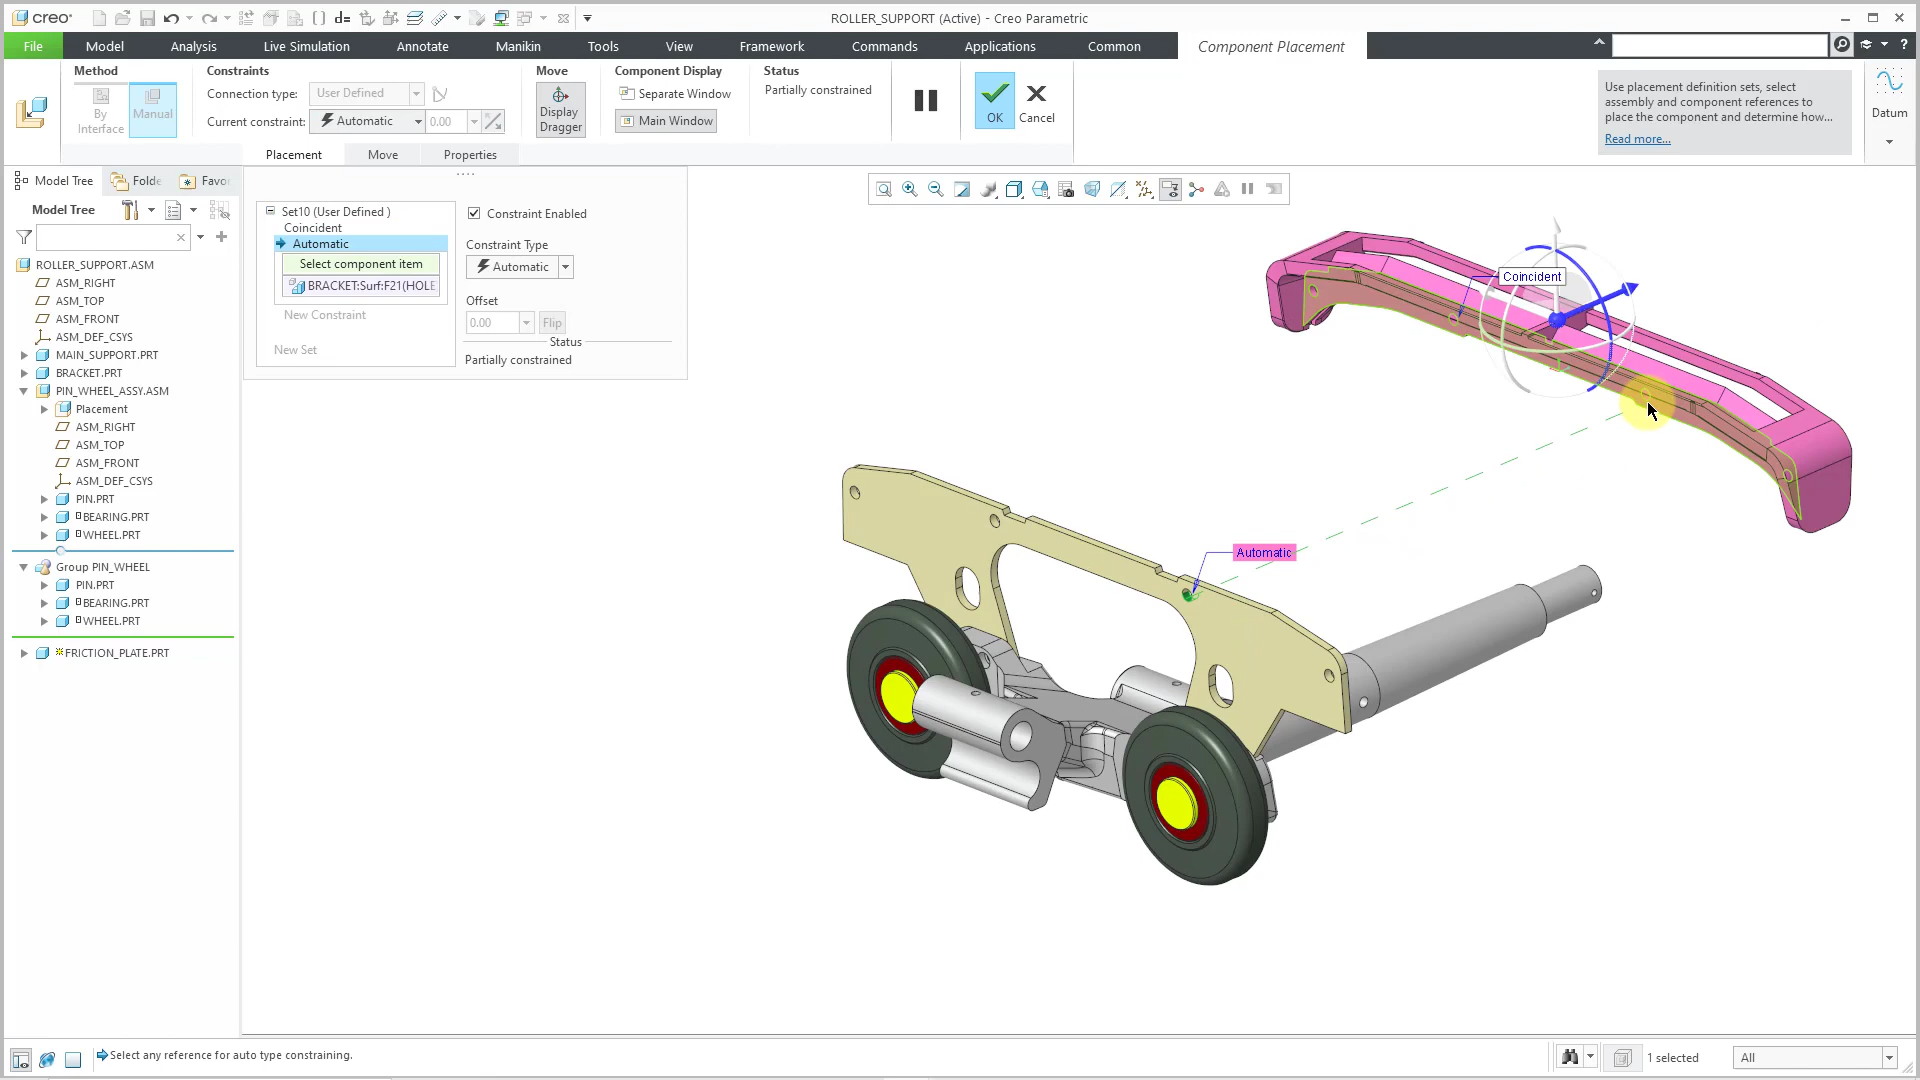 creo
ROLLER_SUPPORT (Active) - Creo Parametric
File
Model
Analysis
Live Simulation
Annotate
Manikin
Tools
View
Framework
Commands
Applications
Common
Component Placement
Method
By Interface
Manual
Constraints
Connection type:
User Defined
Current constraint:
Automatic
0.00
Move
Display Dragger
Component Display
Separate Window
Main Window
Status
Partially constrained
OK
Cancel
Use placement definition sets, select
assembly and component references to
place the component and determine how...
Read more...
Datum
Placement
Move
Properties
Model Tree
Folde
Favor
Model Tree
ROLLER_SUPPORT.ASM
ASM_RIGHT
ASM_TOP
ASM_FRONT
ASM_DEF_CSYS
MAIN_SUPPORT.PRT
BRACKET.PRT
PIN_WHEEL_ASSY.ASM
Placement
ASM_RIGHT
ASM_TOP
ASM_FRONT
ASM_DEF_CSYS
PIN.PRT
BEARING.PRT
WHEEL.PRT
Group PIN_WHEEL
PIN.PRT
BEARING.PRT
WHEEL.PRT
FRICTION_PLATE.PRT
Set10 (User Defined )
Coincident
Automatic
Select component item
BRACKET:Surf:F21(HOLE
New Constraint
New Set
Constraint Enabled
Constraint Type
Automatic
Offset
0.00
Flip
Status
Partially constrained
Coincident
Automatic
Select any reference for auto type constraining.
1 selected
All